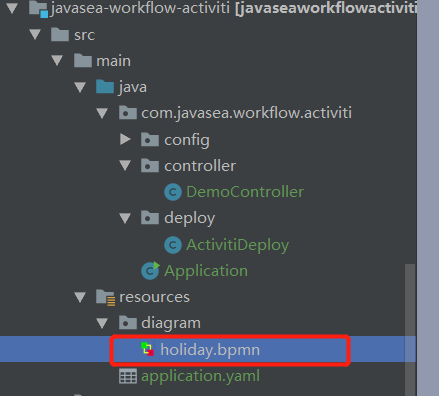 javasea-workflow-activiti [javaseaworkflowactiviti
src
main
java
com.javasea.workflow.activiti
config
controller
DemoController
deploy
ActivitiDeploy
Application
resources
diagram
holiday.bpmn
application.yaml